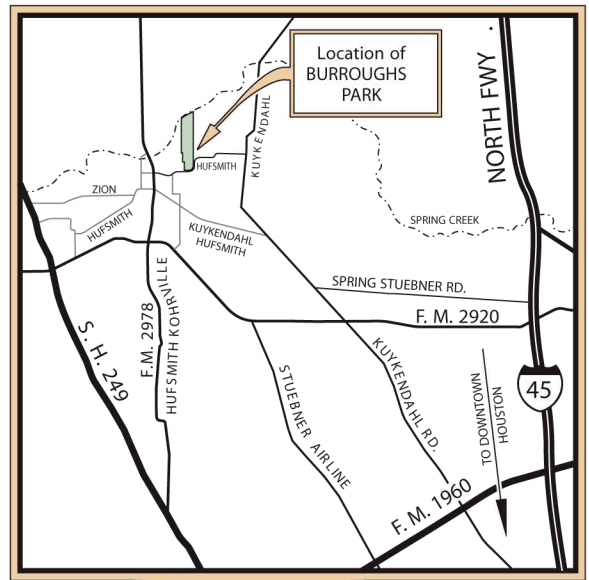 Location of
BURROUGHS
PARK
NORTH FWY
KUYKENDAHL
HUFSMITH
ZION
HUFSMITH
KUYKENDAHL
HUFSMITH
SPRING CREEK
SPRING STUEBNER RD.
F. M. 2920
S. H. 249
F.M. 2978
HUFSMITH KOHRVILLE
STUEBNER AIRLINE
KUYKENDAHL RD.
TO DOWNTOWN
HOUSTON
45
F. M. 1960